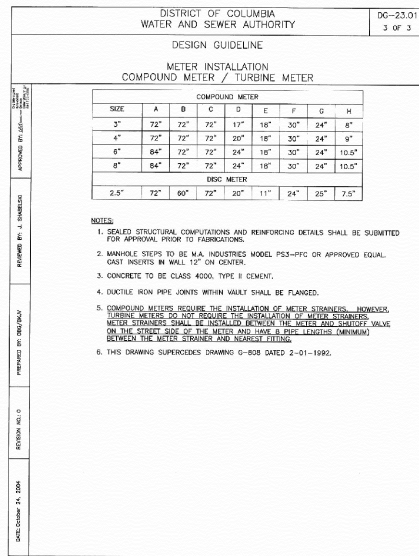 DISTRICT OF COLUMBIA
WATER AND SEWER AUTHORITY
DG-23.01
3 OF 3
DESIGN GUIDELINE
METER INSTALLATION
COMPOUND METER / TURBINE METER
COMPOUND METER
SIZE A B C D E F G H
3" 72" 72" 72" 17" 18" 30" 24" 8"
4" 72" 72" 72" 20" 18" 30" 24" 9"
6" 84" 72" 72" 24" 18" 30" 24" 10.5"
8" 84" 72" 72" 24" 18" 30" 24" 10.5"
DISC METER
2.5" 72" 60" 72" 20" 11" 24" 25" 7.5"
NOTES:
1. SEALED STRUCTURAL COMPUTATIONS AND REINFORCING DETAILS SHALL BE SUBMITTED
FOR APPROVAL PRIOR TO FABRICATIONS.
2. MANHOLE STEPS TO BE M.A. INDUSTRIES MODEL PS3-PFC OR APPROVED EQUAL.
CAST INSERTS IN WALL 12" ON CENTER.
3. CONCRETE TO BE CLASS 4000, TYPE II CEMENT.
4. DUCTILE IRON PIPE JOINTS WITHIN VAULT SHALL BE FLANGED.
5. COMPOUND METERS REQUIRE THE INSTALLATION OF METER STRAINERS. HOWEVER,
TURBINE METERS DO NOT REQUIRE THE INSTALLATION OF METER STRAINERS.
METER STRAINERS SHALL BE INSTALLED BETWEEN THE METER AND SHUTOFF VALVE
ON THE STREET SIDE OF THE METER AND HAVE 8 PIPE LENGTHS (MINIMUM)
BETWEEN THE METER STRAINER AND NEAREST FITTING.
6. THIS DRAWING SUPERCEDES DRAWING G-808 DATED 2-01-1992.
APPROVED BY:
REVIEWED BY: J. SHABELSKI
PREPARED BY:
REVISION NO.: 0
DATE: October 24, 2004